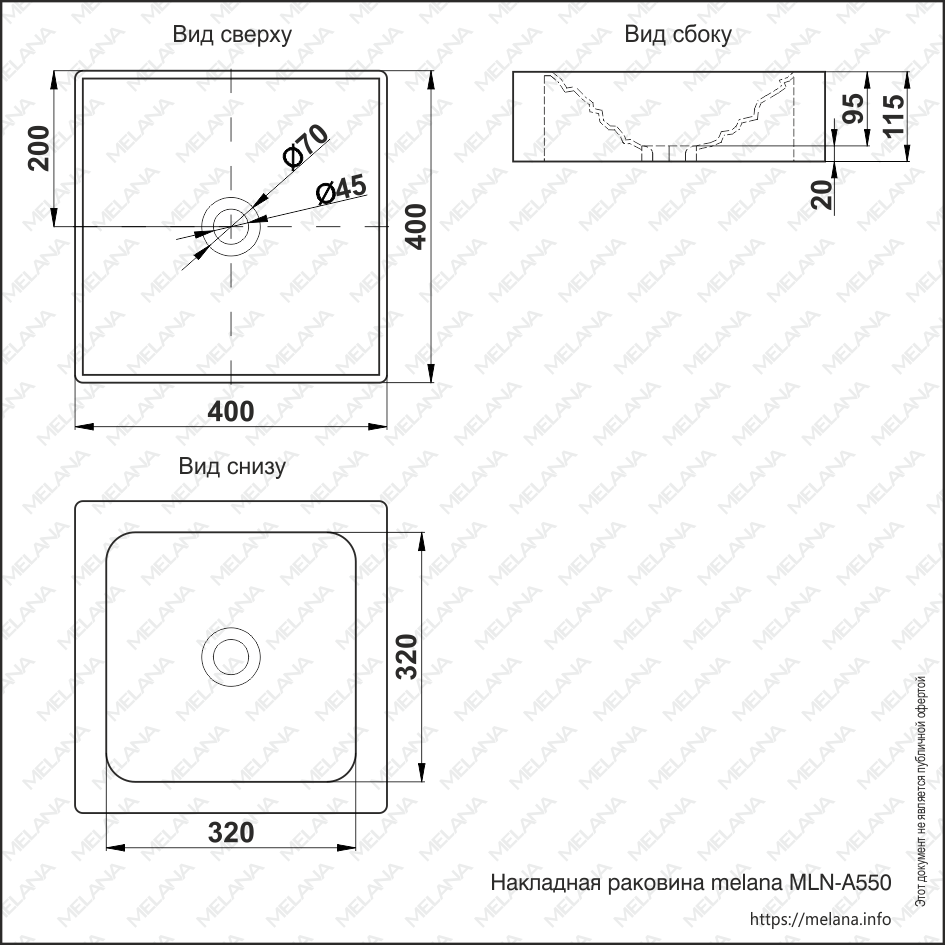 Вид сверху
Вид сбоку
200
Ø70
Ø45
400
400
95
115
20
Вид снизу
320
320
Накладная раковина melana MLN-A550
https://melana.info
Этот документ не является публичной офертой
MELANA